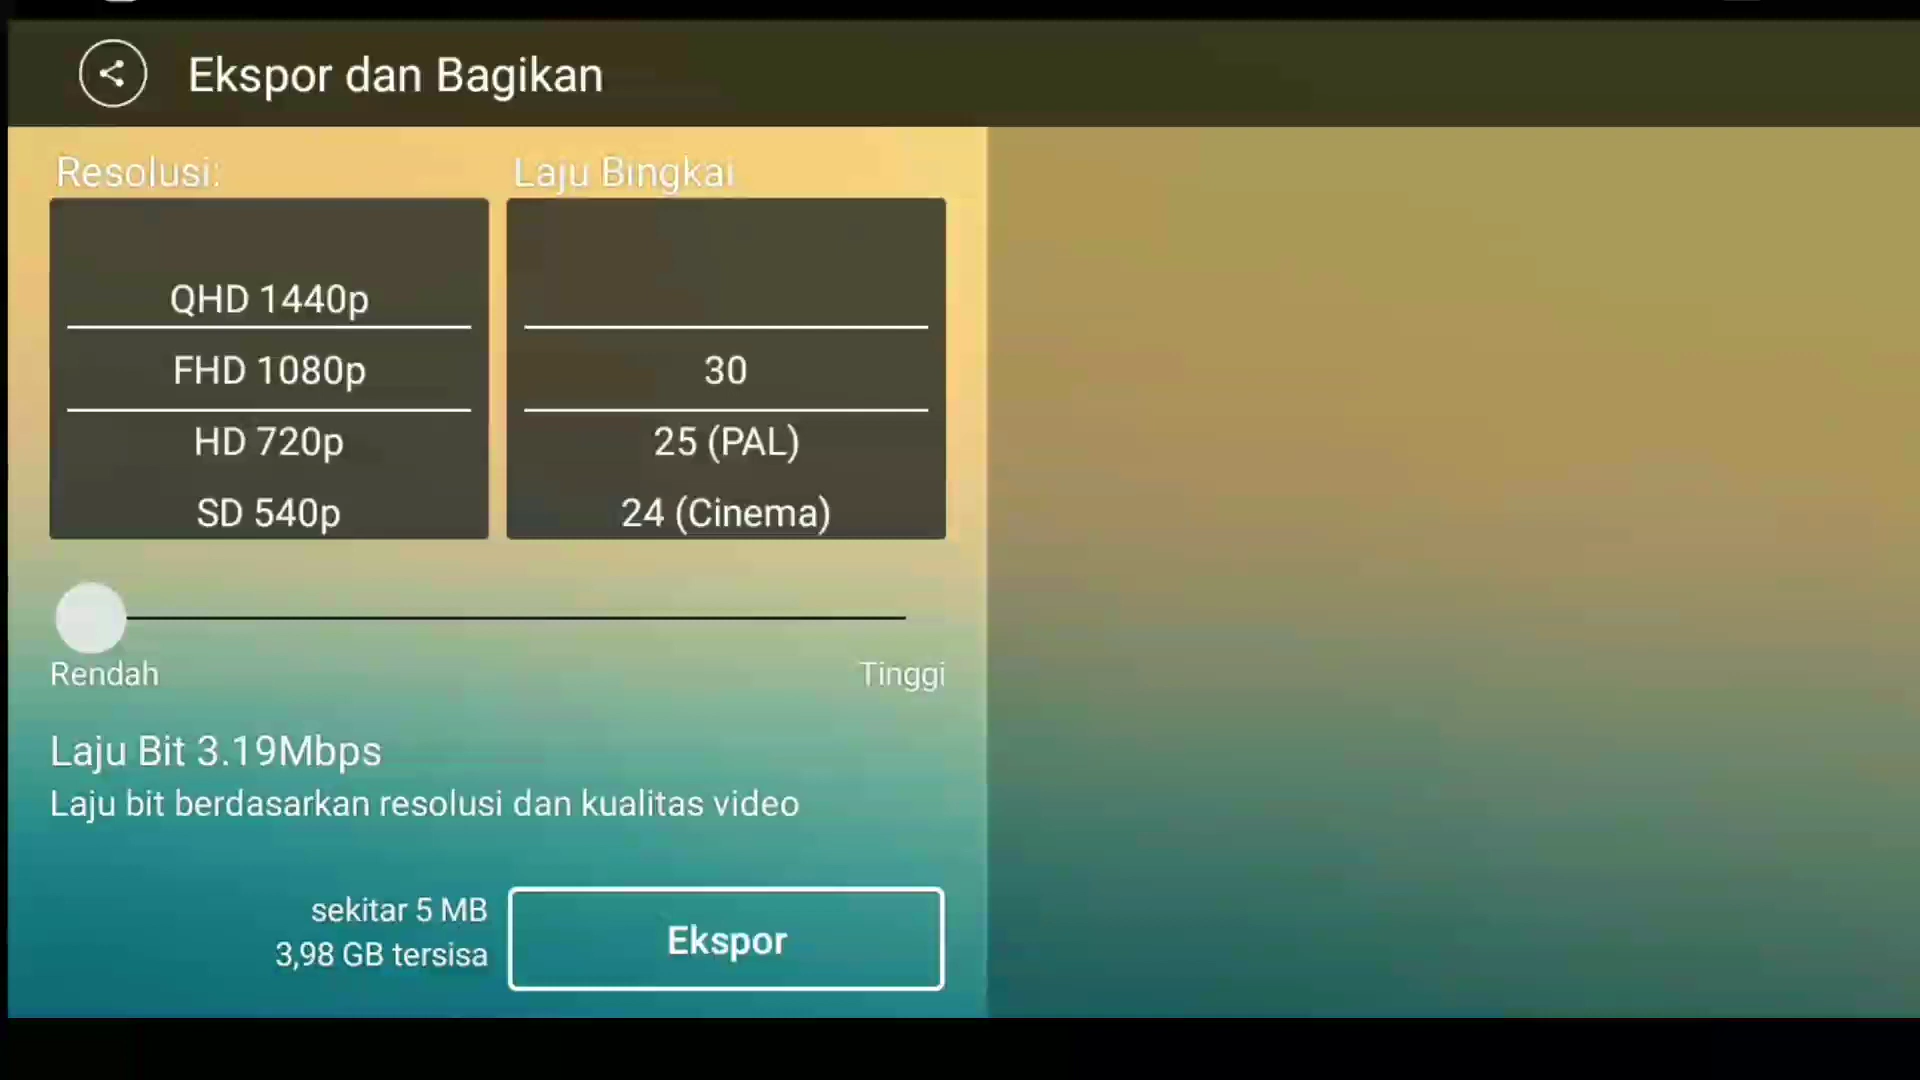 Ekspor dan Bagikan
Resolusi:
Laju Bingkai
QHD 1440p
FHD 1080p
HD 720p
SD 540p
30
25 (PAL)
24 (Cinema)
Rendah
Tinggi
Laju Bit 3.19Mbps
Laju bit berdasarkan resolusi dan kualitas video
sekitar 5 MB
3,98 GB tersisa
Ekspor